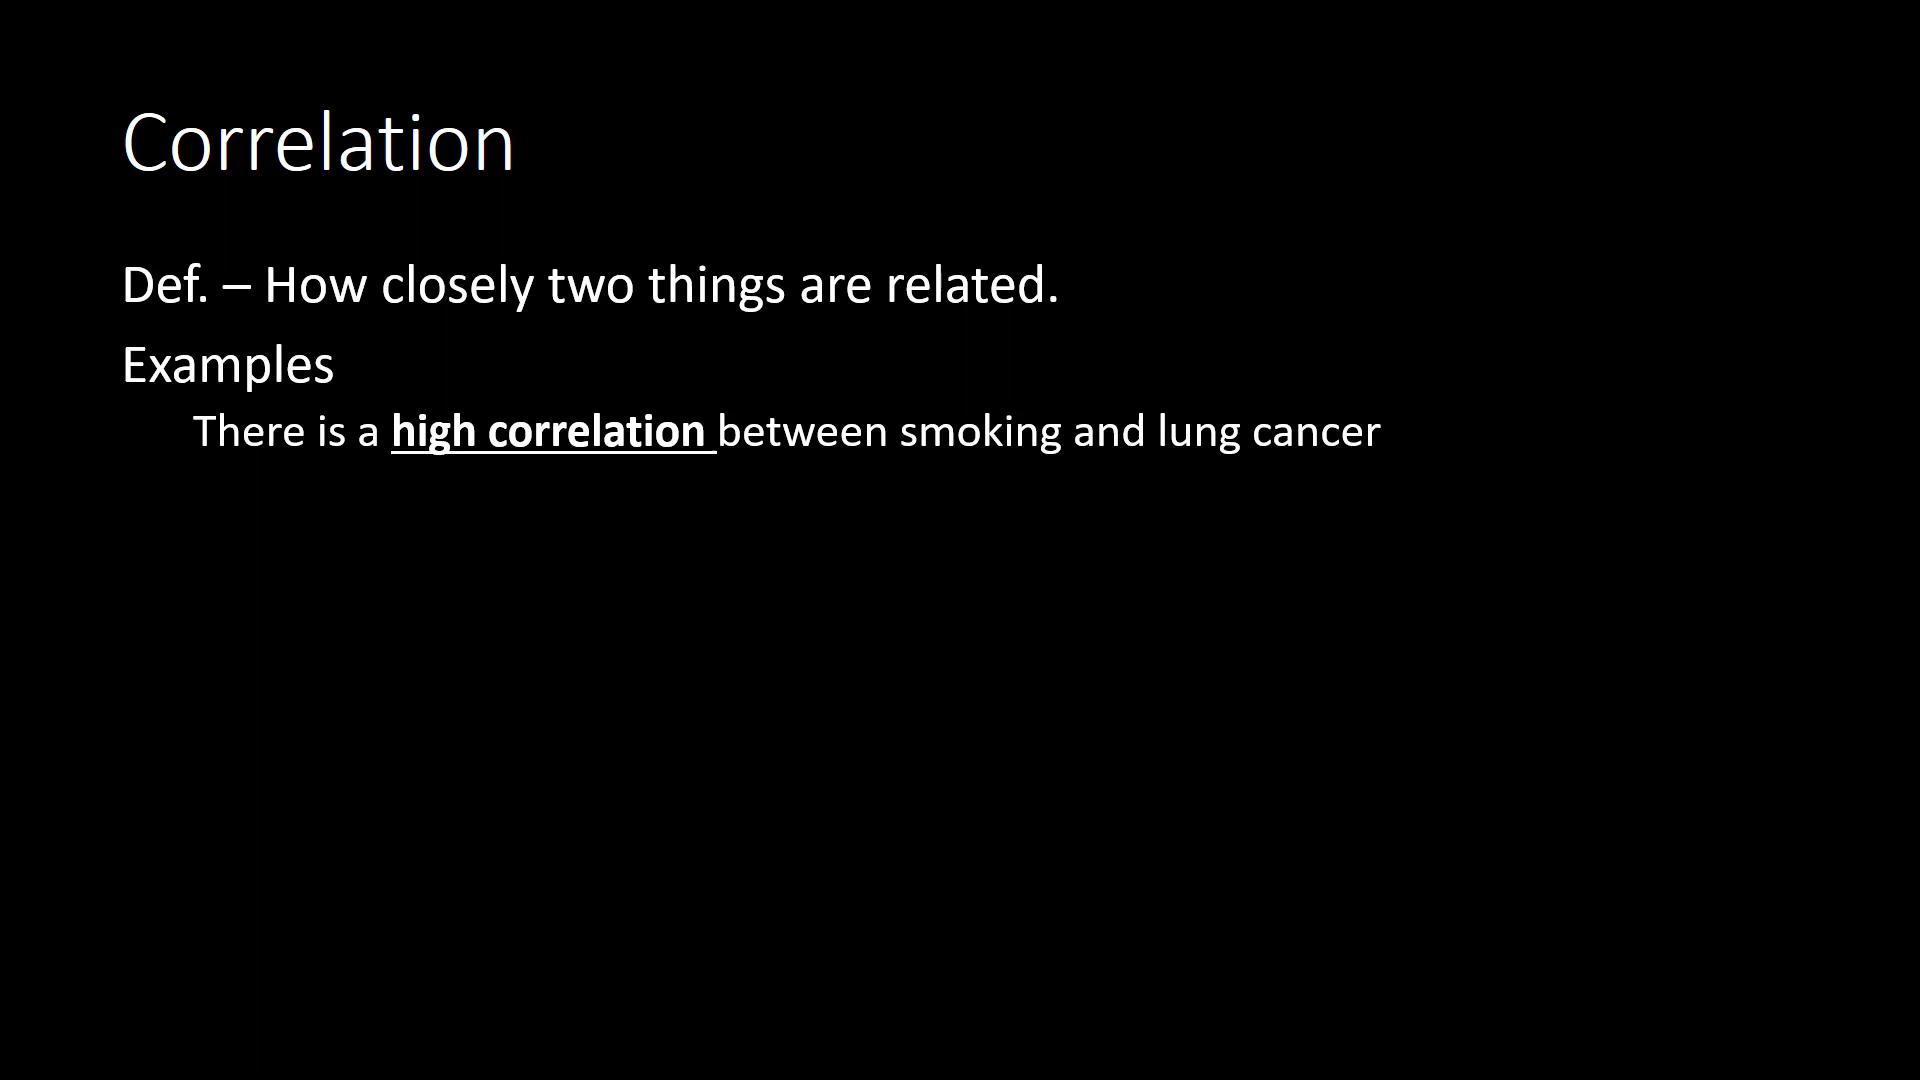 Correlation
Def. – How closely two things are related.
Examples
There is a high correlation between smoking and lung cancer